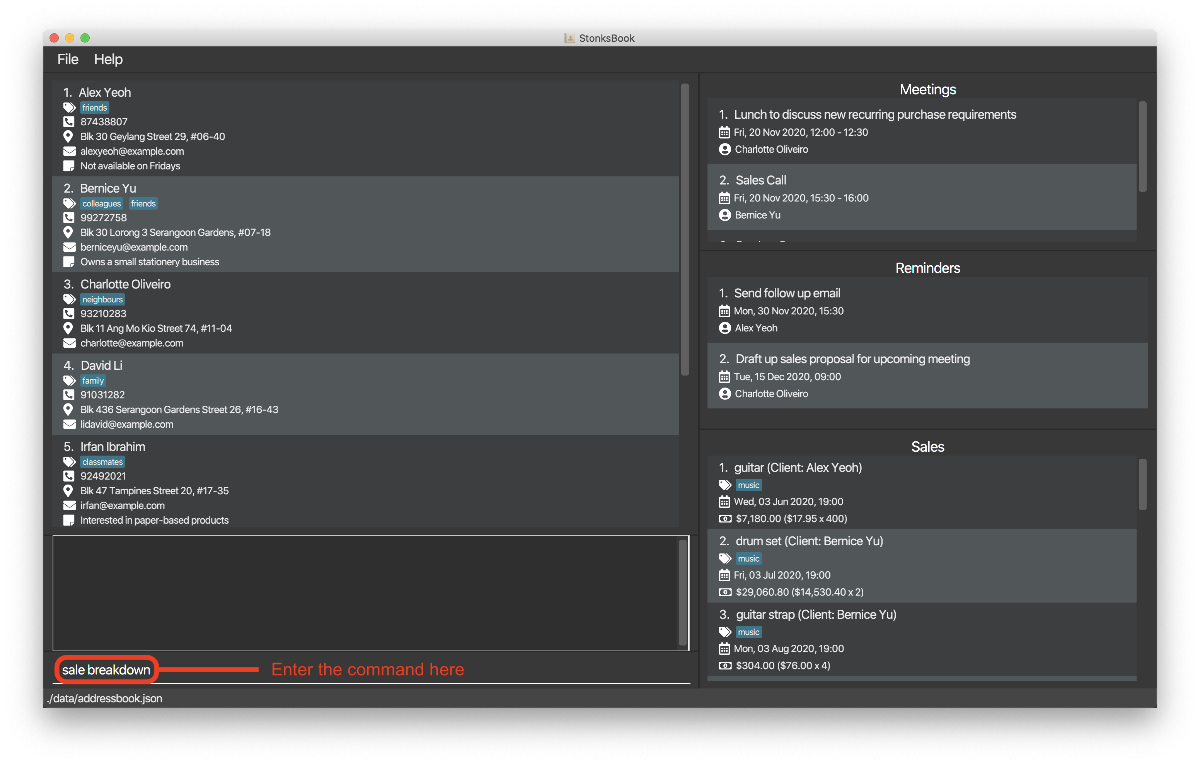 StonksBook
File Help
1. Alex Yeoh
friends
87438807
Blk 30 Geylang Street 29, #06-40
alexyeoh@example.com
Not available on Fridays
2. Bernice Yu
colleagues friends
99272758
Blk 30 Lorong 3 Serangoon Gardens, #07-18
berniceyu@example.com
Owns a small stationery business
3. Charlotte Oliveiro
neighbours
93210283
Blk 11 Ang Mo Kio Street 74, #11-04
charlotte@example.com
4. David Li
family
91031282
Blk 436 Serangoon Gardens Street 26, #16-43
lidavid@example.com
5. Irfan Ibrahim
classmates
92492021
Blk 47 Tampines Street 20, #17-35
irfan@example.com
Interested in paper-based products
sale breakdown
Enter the command here
./data/addressbook.json
Meetings
1. Lunch to discuss new recurring purchase requirements
Fri, 20 Nov 2020, 12:00 - 12:30
Charlotte Oliveiro
2. Sales Call
Fri, 20 Nov 2020, 15:30 - 16:00
Bernice Yu
Reminders
1. Send follow up email
Mon, 30 Nov 2020, 15:30
Alex Yeoh
2. Draft up sales proposal for upcoming meeting
Tue, 15 Dec 2020, 09:00
Charlotte Oliveiro
Sales
1. guitar (Client: Alex Yeoh)
music
Wed, 03 Jun 2020, 19:00
$7,180.00 ($17.95 x 400)
2. drum set (Client: Bernice Yu)
music
Fri, 03 Jul 2020, 19:00
$29,060.80 ($14,530.40 x 2)
3. guitar strap (Client: Bernice Yu)
music
Mon, 03 Aug 2020, 19:00
$304.00 ($76.00 x 4)